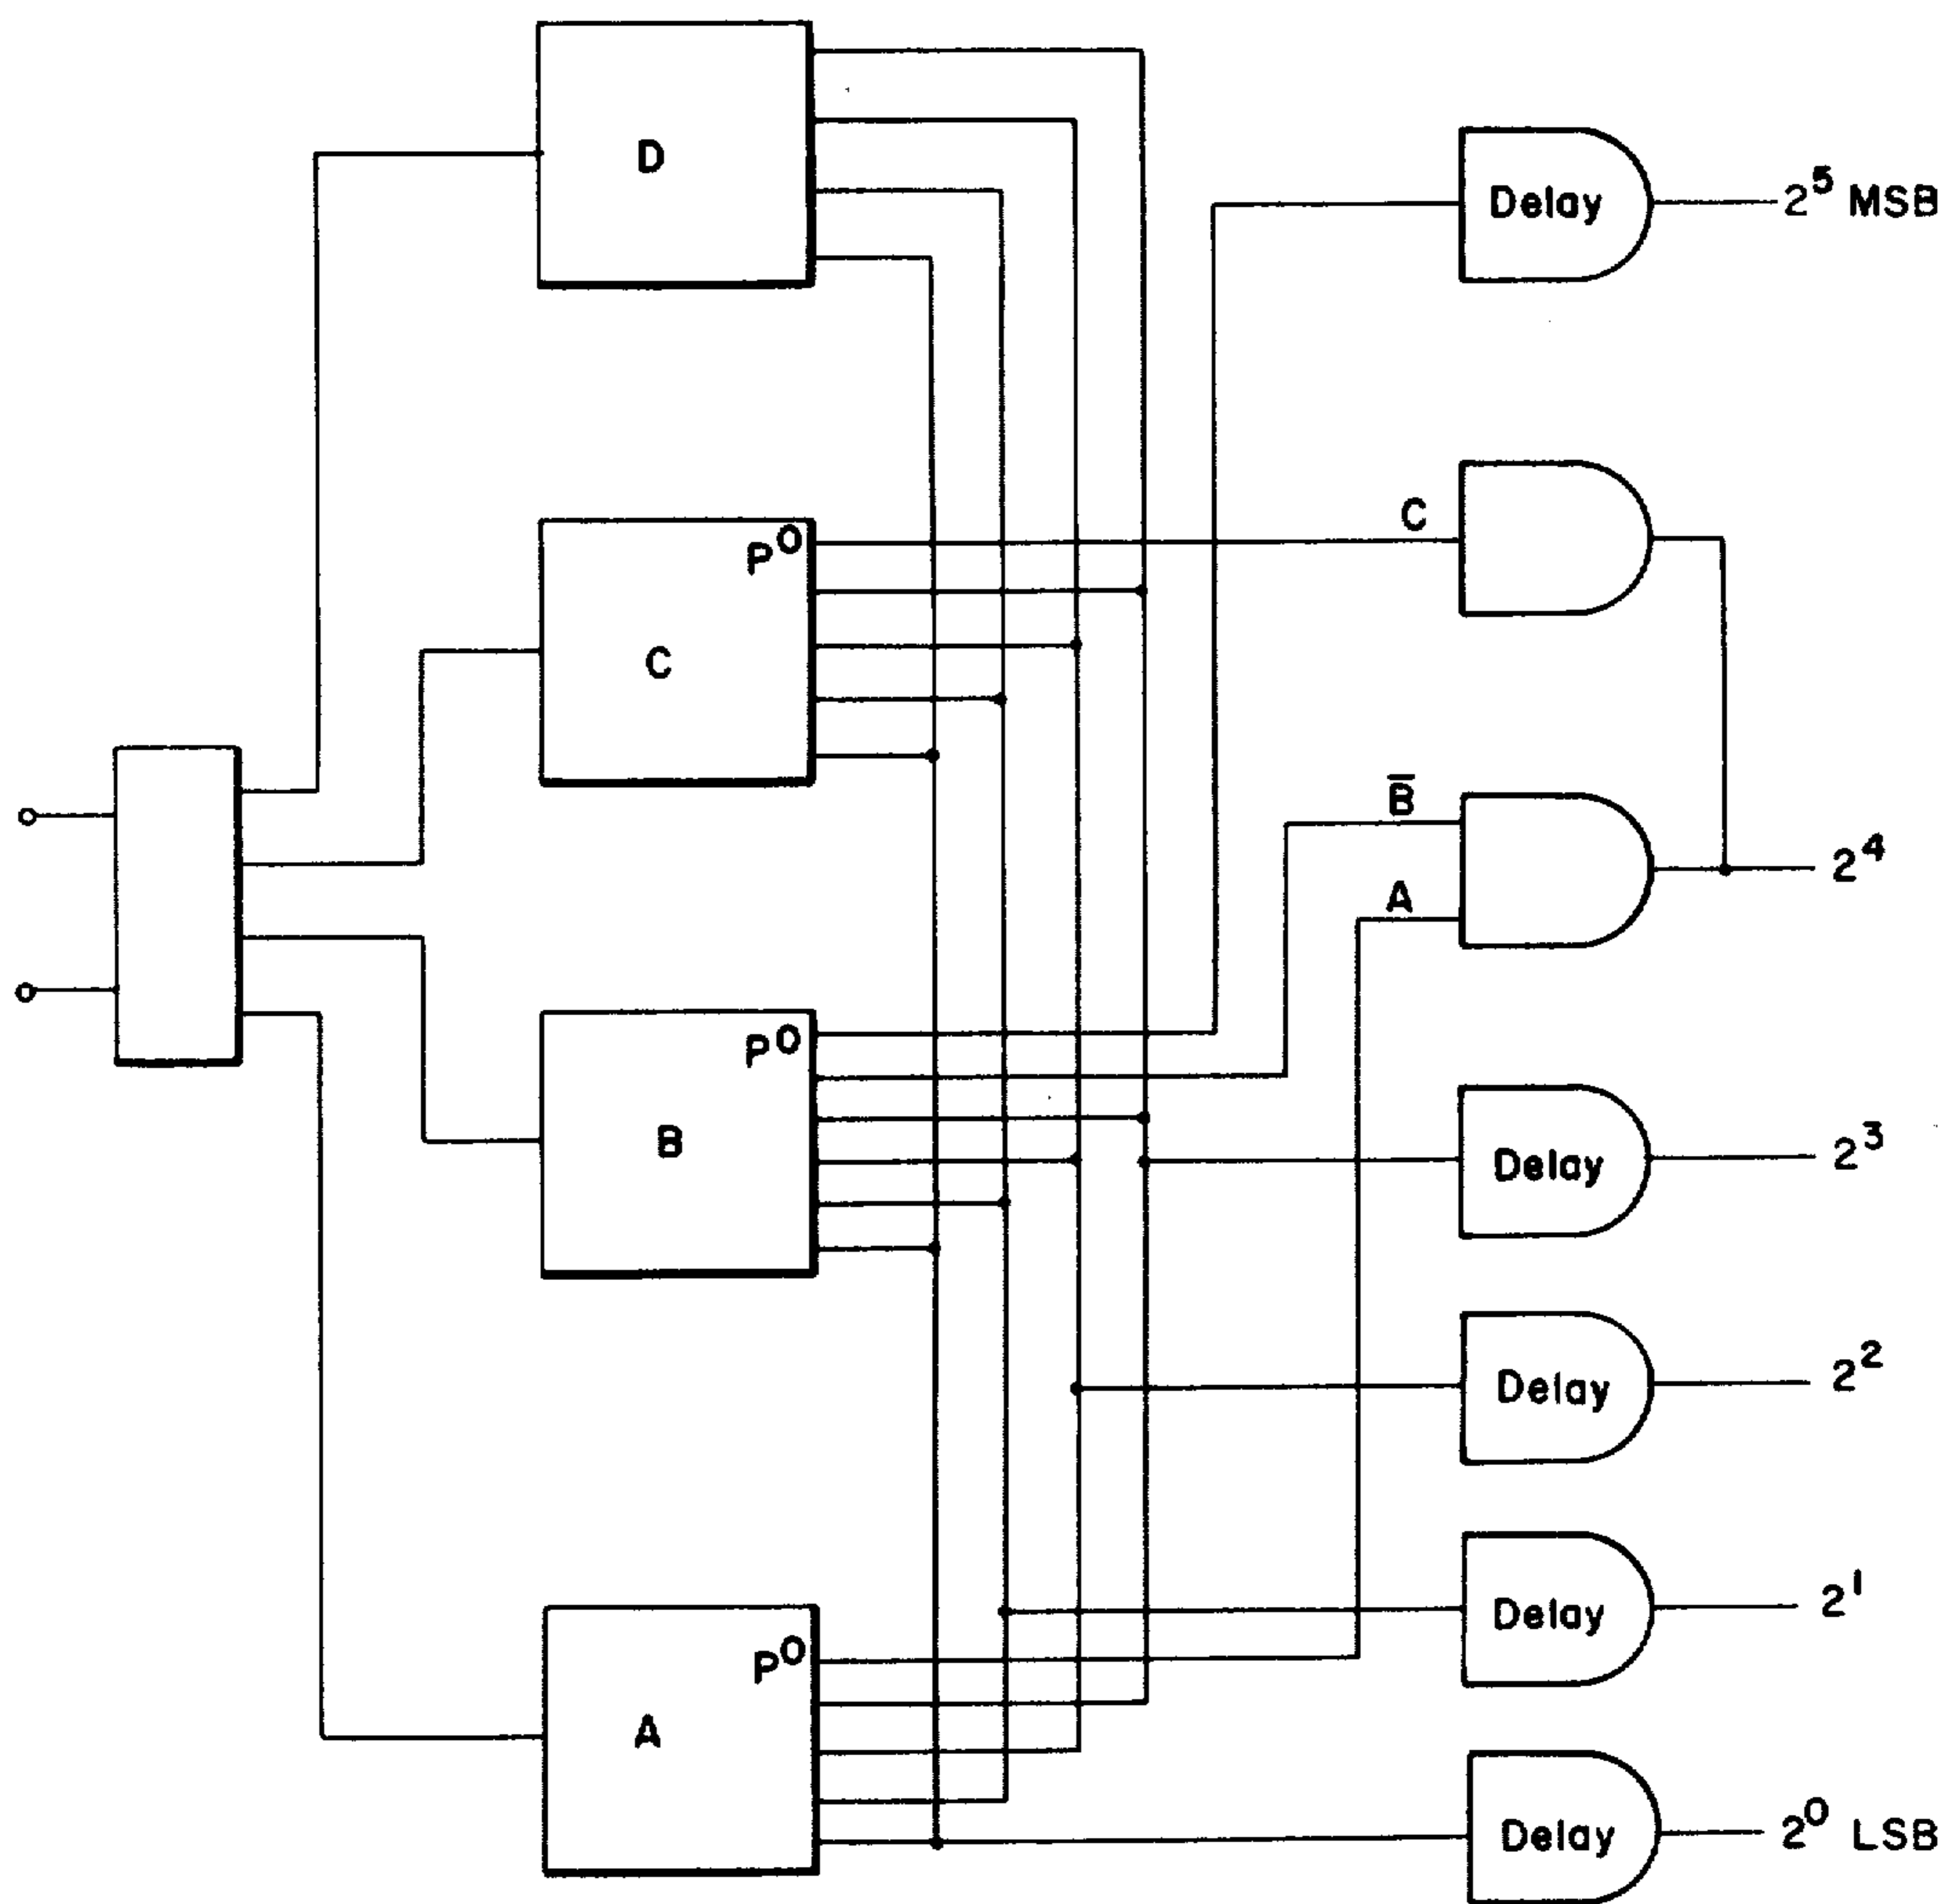 D
Delay
2⁵ MSB
C
P⁰
C
B̄
A
2⁴
P⁰
B
Delay
2³
Delay
2²
Delay
2¹
P⁰
A
Delay
2⁰ LSB